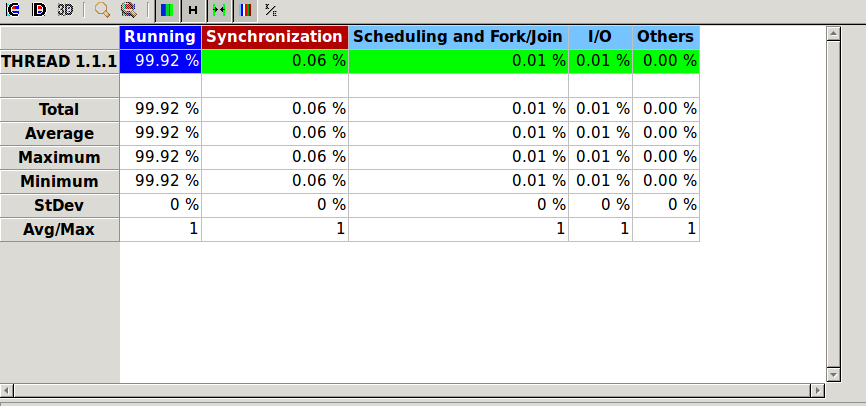 C D 3D H ½
Running Synchronization Scheduling and Fork/Join I/O Others
THREAD 1.1.1 99.92 % 0.06 % 0.01 % 0.01 % 0.00 %
Total 99.92 % 0.06 % 0.01 % 0.01 % 0.00 %
Average 99.92 % 0.06 % 0.01 % 0.01 % 0.00 %
Maximum 99.92 % 0.06 % 0.01 % 0.01 % 0.00 %
Minimum 99.92 % 0.06 % 0.01 % 0.01 % 0.00 %
StDev 0 % 0 % 0 % 0 % 0 %
Avg/Max 1 1 1 1 1